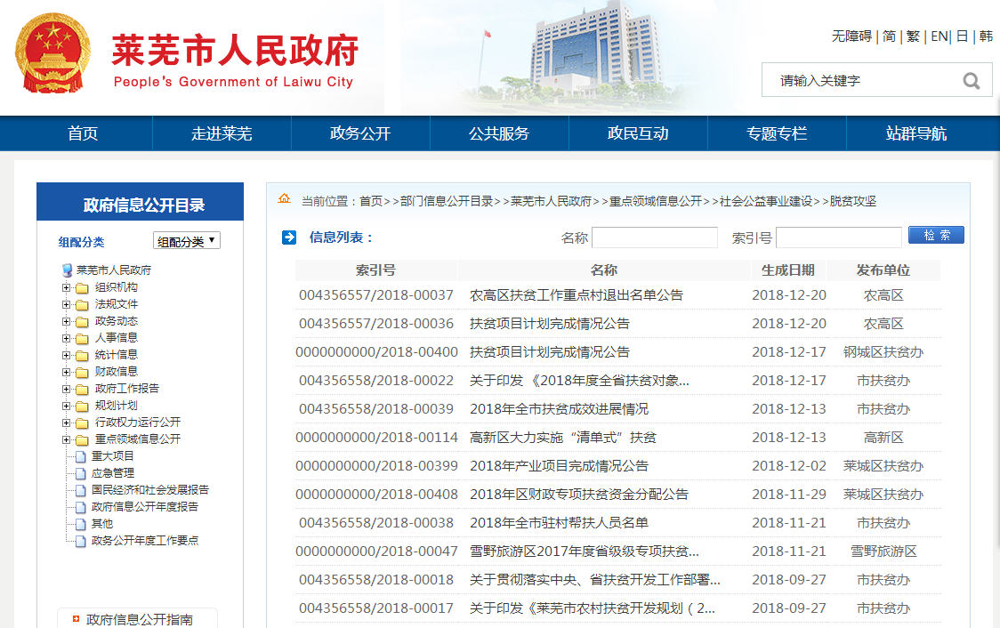 莱芜市人民政府
People's Government of Laiwu City
无障碍 | 简 | 繁 | EN| 日 | 韩
请输入关键字
首页 走进莱芜 政务公开 公共服务 政民互动 专题专栏 站群导航
政府信息公开目录
组配分类 组配分类
莱芜市人民政府
组织机构
法规文件
政务动态
人事信息
统计信息
财政信息
政府工作报告
规划计划
行政权力运行公开
重点领域信息公开
重大项目
应急管理
国民经济和社会发展报告
政府信息公开年度报告
其他
政务公开年度工作要点
政府信息公开指南
当前位置：首页>>部门信息公开目录>>莱芜市人民政府>>重点领域信息公开>>社会公益事业建设>>脱贫攻坚
信息列表： 名称 索引号 检 索
索引号 名称 生成日期 发布单位
004356557/2018-00037 农高区扶贫工作重点村退出名单公告 2018-12-20 农高区
004356557/2018-00036 扶贫项目计划完成情况公告 2018-12-20 农高区
0000000000/2018-00400 扶贫项目计划完成情况公告 2018-12-17 钢城区扶贫办
004356558/2018-00022 关于印发 《2018年度全省扶贫对象... 2018-12-17 市扶贫办
004356558/2018-00039 2018年全市扶贫成效进展情况 2018-12-13 市扶贫办
0000000000/2018-00114 高新区大力实施“清单式”扶贫 2018-12-13 高新区
0000000000/2018-00399 2018年产业项目完成情况公告 2018-12-02 莱城区扶贫办
0000000000/2018-00408 2018年区财政专项扶贫资金分配公告 2018-11-29 莱城区扶贫办
004356558/2018-00038 2018年全市驻村帮扶人员名单 2018-11-21 市扶贫办
0000000000/2018-00047 雪野旅游区2017年度省级级专项扶贫... 2018-11-21 雪野旅游区
004356558/2018-00018 关于贯彻落实中央、省扶贫开发工作部署... 2018-09-27 市扶贫办
004356558/2018-00017 关于印发《莱芜市农村扶贫开发规划（2... 2018-09-27 市扶贫办